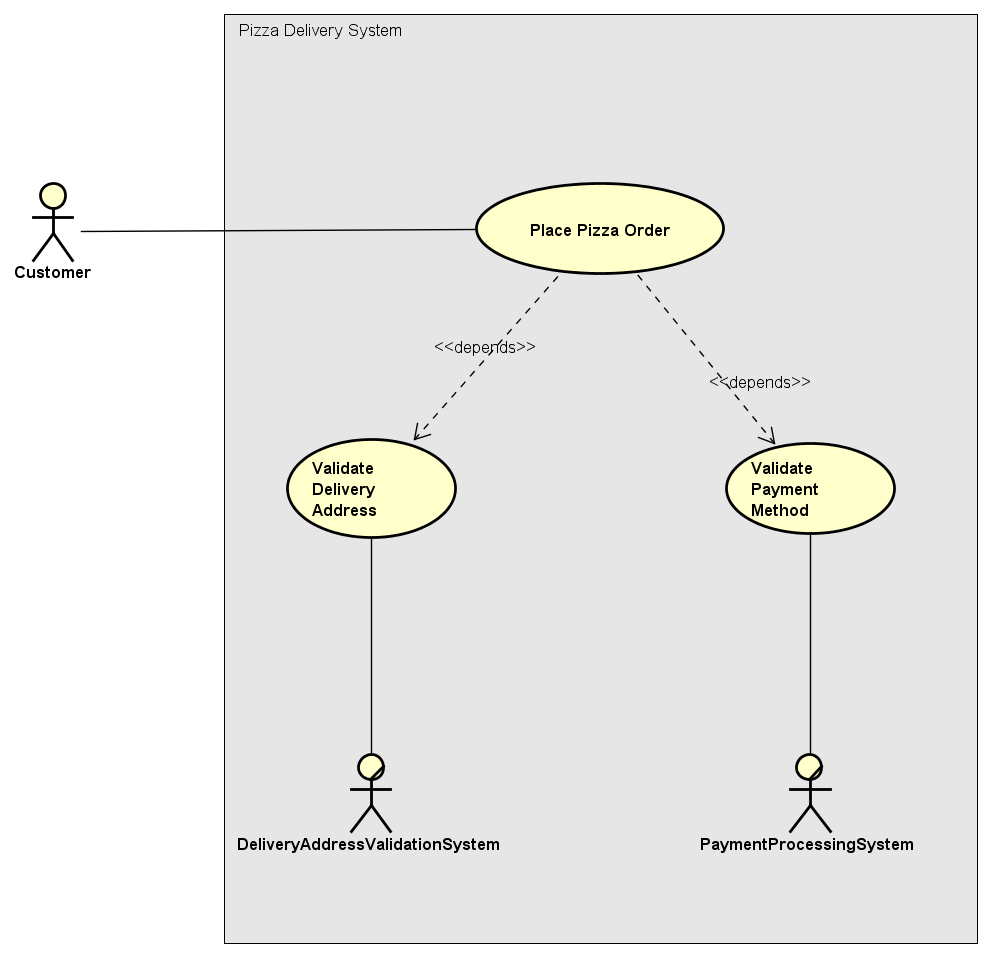 Pizza Delivery System
Place Pizza Order
Customer
<<depends>>
<<depends>>
Validate
Delivery
Address
Validate
Payment
Method
DeliveryAddressValidationSystem
PaymentProcessingSystem